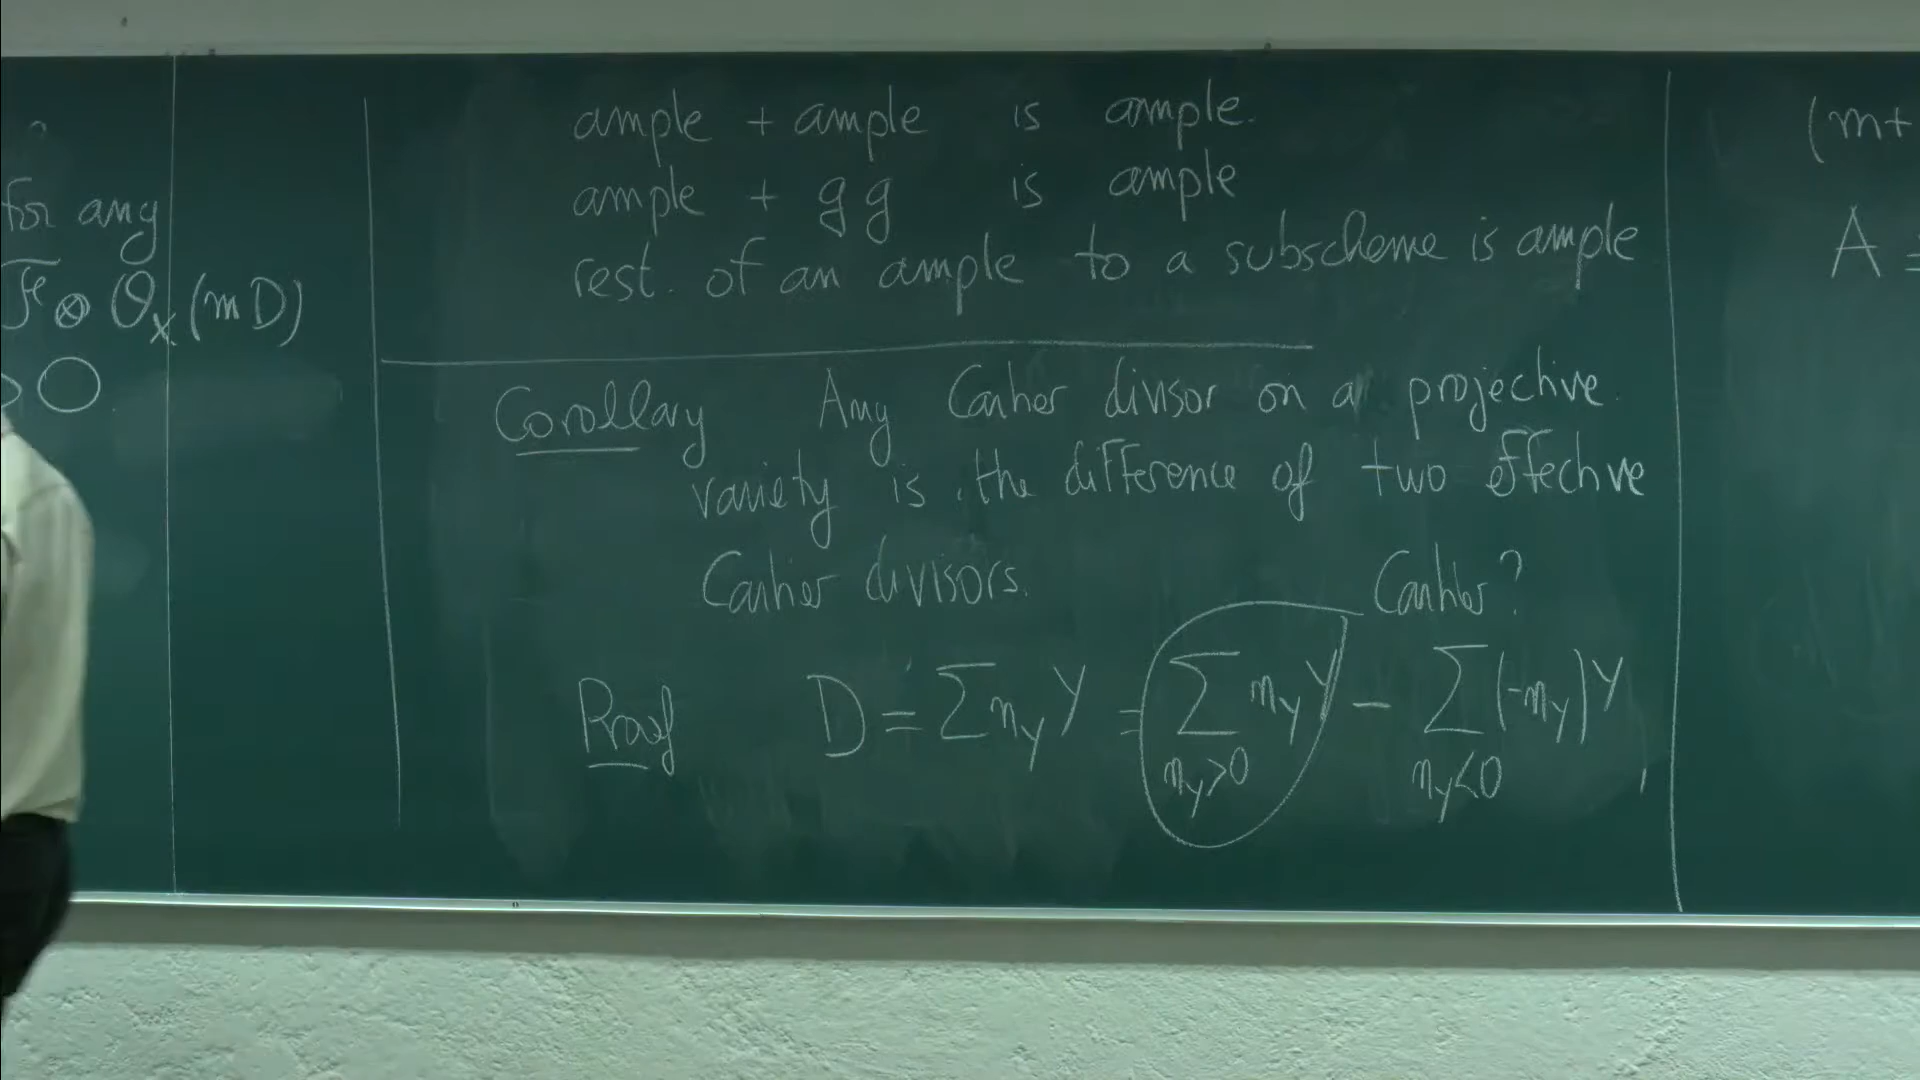 for any
ℱ ⊗ 𝒪_X (mD)
>0
ample + ample is ample.
ample + gg is ample
rest. of an ample to a subscheme is ample
Corollary Any Cartier divisor on a projective
variety is the difference of two effective
Cartier divisors.
Cartier?
Proof D = Σ n_Y Y = Σ_{n_Y>0} n_Y Y − Σ_{n_Y<0} (-n_Y) Y
(m+
A =